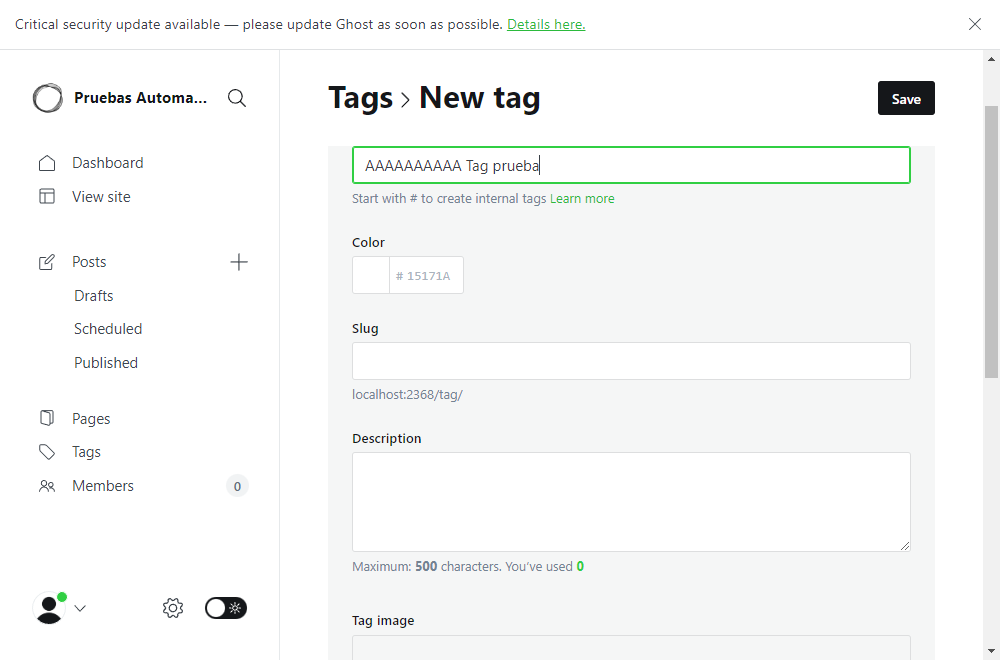 Critical security update available — please update Ghost as soon as possible. Details here.
Pruebas Automa...
Tags > New tag
Save
Dashboard
View site
Posts
Drafts
Scheduled
Published
Pages
Tags
Members
0
AAAAAAAAAA Tag prueba
Start with # to create internal tags Learn more
Color
# 15171A
Slug
localhost:2368/tag/
Description
Maximum: 500 characters. You’ve used 0
Tag image